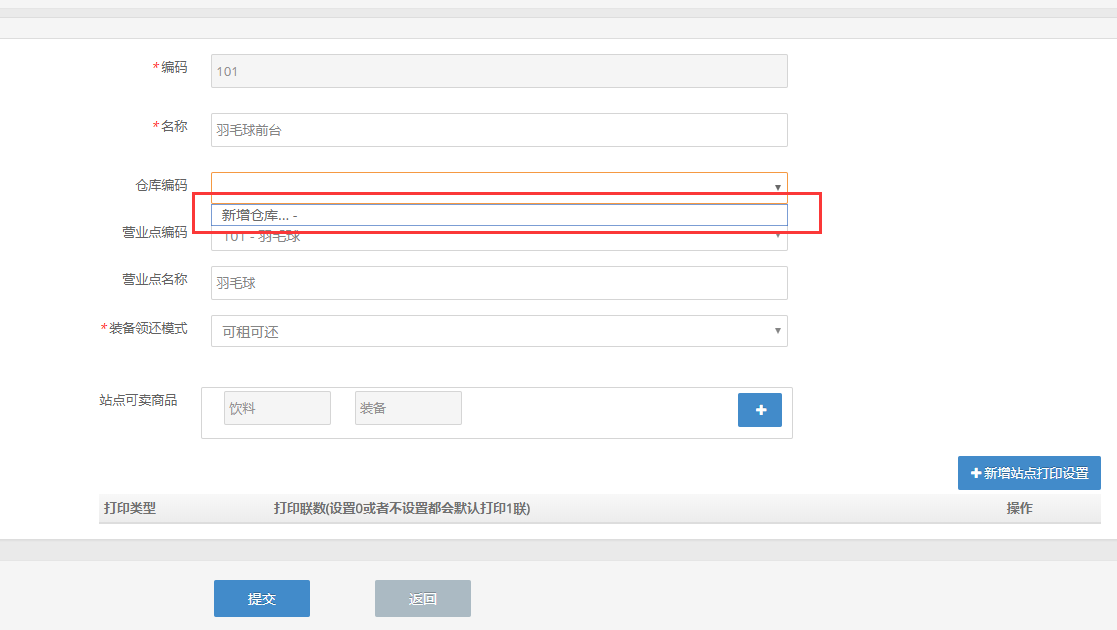 *编码 101
*名称 羽毛球前台
仓库编码
新增仓库... -
营业点编码 101 - 羽毛球
营业点名称 羽毛球
*装备领还模式 可租可还
站点可卖商品 饮料 装备
新增站点打印设置
打印类型 打印联数(设置0或者不设置都会默认打印1联) 操作
提交 返回